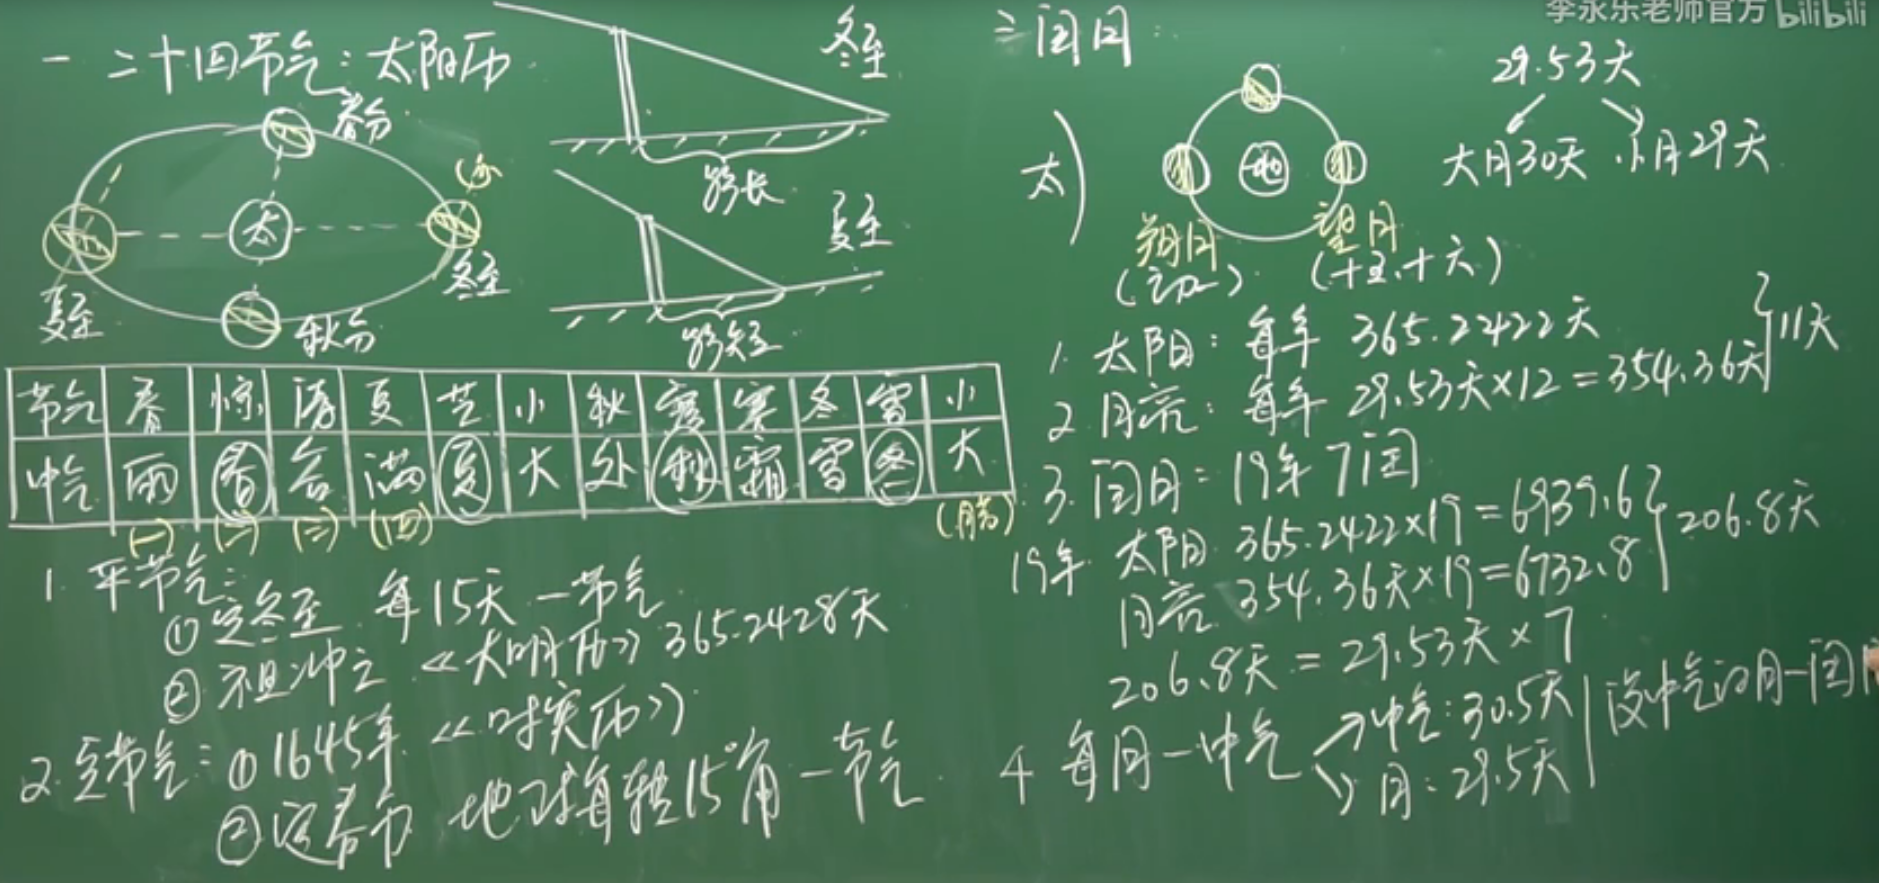 李永乐老师官方 bilibili
一 二十四节气：太阳历
春分
太
夏至
冬至
秋分
冬至
影长
夏至
影短
节气 春 惊 清 夏 芒 小 秋 露 寒 冬 雪 小
中气 雨 春 谷 满 夏 大 处 秋 霜 雪 冬 大
(一) (二) (三) (四) (腊)
1. 平节气：
① 定冬至 每15天一节气
② 祖冲之《大明历》365.2428天
2. 定节气：① 1645年《时宪历》
② 定春分 地球每转15°角一节气
二 闰月：
太
地
朔月
(初一)
望月
(十五、十六)
29.53天
大月30天 小月29天
1. 太阳：每年 365.2422天
2 月亮：每年 29.53天×12=354.36天
11天
3. 闰月：19年7闰
19年 太阳 365.2422×19=6939.6
月亮 354.36天×19=6732.8
206.8天
206.8天=29.53天×7
4 每月一中气
中气：30.5天
月：29.5天
没中气的月—闰